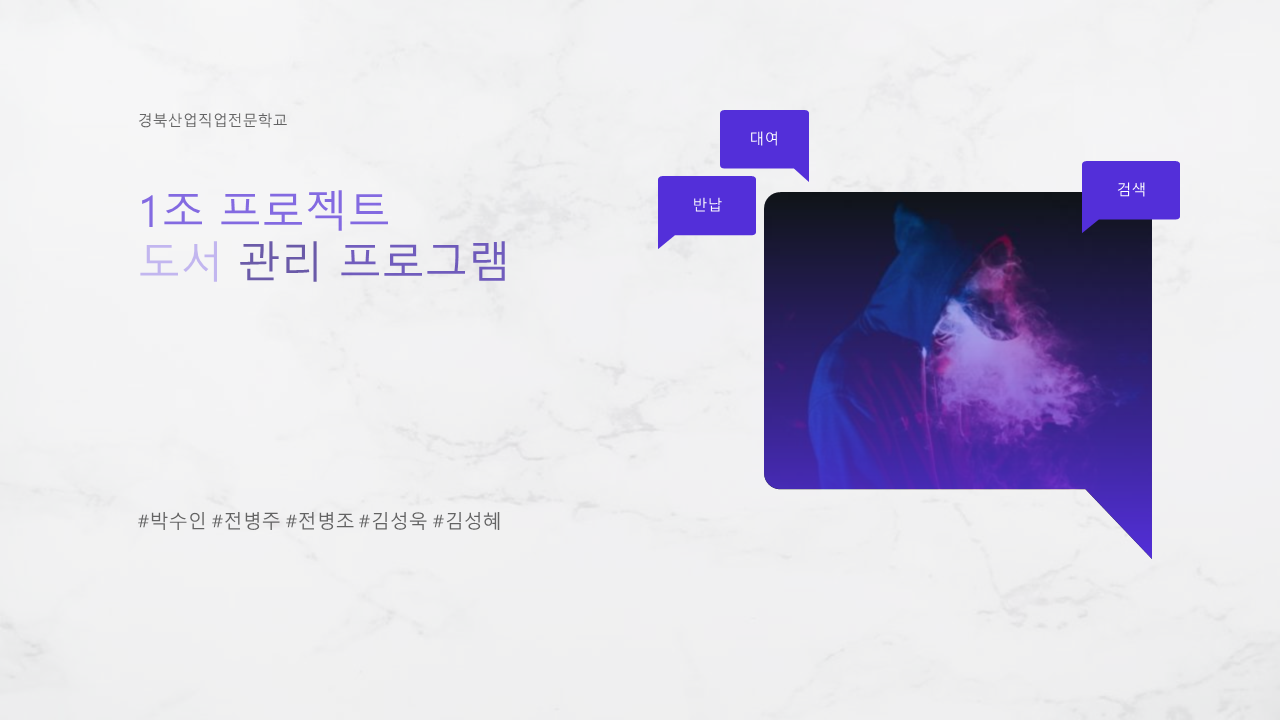 경북산업직업전문학교
1조 프로젝트
도서 관리 프로그램
#박수인 #전병주 #전병조 #김성욱 #김성혜
대여
반납
검색